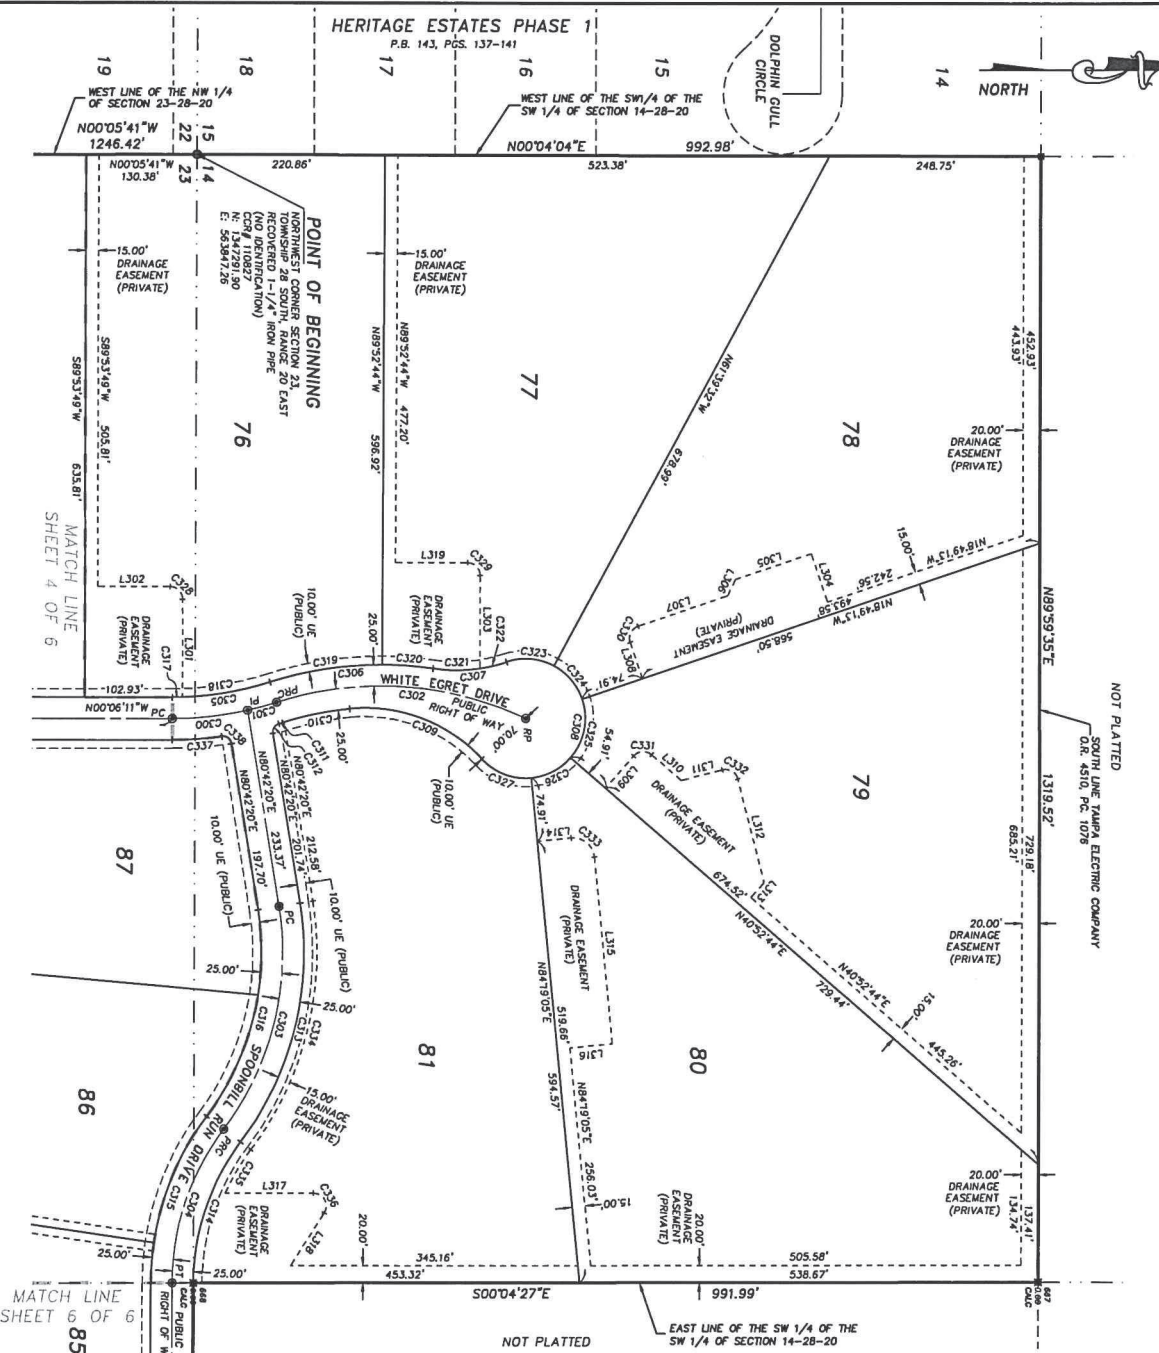 HERITAGE ESTATES PHASE 1
P.B. 143, PGS. 137-141
19
18
17
16
15
14
DOLPHIN GULL
CIRCLE
NORTH
WEST LINE OF THE NW 1/4
OF SECTION 23-28-20
WEST LINE OF THE SW1/4 OF THE
SW 1/4 OF SECTION 14-28-20
N00°05'41"W
1246.42'
22
15
N00°04'04"E
992.98'
N00°05'41"W
130.38'
23
14
220.86'
523.38'
248.75'
POINT OF BEGINNING
NORTHWEST CORNER SECTION 23,
TOWNSHIP 28 SOUTH, RANGE 20 EAST
RECOVERED 1-1/4" IRON PIPE
(NO IDENTIFICATION)
CCR# 110827
N: 1347291.90
E: 563847.26
15.00'
DRAINAGE
EASEMENT
(PRIVATE)
15.00'
DRAINAGE
EASEMENT
(PRIVATE)
S89°53'49"W 505.81'
S89°53'49"W 635.81'
N89°52'44"W 596.92'
N89°52'44"W 477.20'
N61°39'32"W 678.99'
452.93'
443.93'
20.00'
DRAINAGE
EASEMENT
(PRIVATE)
76
77
78
MATCH LINE
SHEET 4 OF 6
L302
C328
L301
DRAINAGE
EASEMENT
(PRIVATE)
C317
102.93'
N00°06'11"W
PC
10.00' UE
(PUBLIC)
25.00'
L319
C329
L303
DRAINAGE
EASEMENT
(PRIVATE)
C322
C323
C324
C318
C319
C320
C321
C305
C306
C307
C308
WHITE EGRET DRIVE
C302
PUBLIC
RIGHT OF WAY
70.00'
RP
C300
C301
PI
PRC
15.00'
N18°49'13"W
242.56'
493.58'
N18°49'13"W
568.50'
L304
L305
L306
L307
L308
C330
DRAINAGE EASEMENT
(PRIVATE)
74.91'
N89°59'35"E 1319.52'
NOT PLATTED
SOUTH LINE TAMPA ELECTRIC COMPANY
O.R. 4510, PG. 1076
C337
C338
C310
C311
C312
25.00'
C309
10.00' UE
(PUBLIC)
C327
C326
C325
54.91'
C331
L309
L310
L311
C332
L312
L313
DRAINAGE EASEMENT
(PRIVATE)
79
729.18'
685.21'
20.00'
DRAINAGE
EASEMENT
(PRIVATE)
87
N80°42'20"E 197.70'
N80°42'20"E 233.37'
N80°42'20"E 201.74'
N80°42'20"E 212.58'
10.00' UE (PUBLIC)
10.00' UE (PUBLIC)
PC
74.91'
L314
C333
L315
L316
DRAINAGE EASEMENT
(PRIVATE)
674.52'
N40°52'44"E
729.44'
N40°52'44"E
445.26'
15.00'
N84°19'05"E
519.66'
594.57'
N84°19'05"E
256.03'
15.00'
25.00'
25.00'
C316
C303
C313
C334
SPOONBILL RUN DRIVE
15.00'
DRAINAGE
EASEMENT
(PRIVATE)
PRC
C335
C315
C304
C314
81
80
86
L317
C336
L318
DRAINAGE
EASEMENT
(PRIVATE)
20.00'
DRAINAGE
EASEMENT
(PRIVATE)
20.00'
20.00'
DRAINAGE
EASEMENT
(PRIVATE)
137.41'
134.74'
25.00'
PT
25.00'
345.16'
453.32'
505.58'
538.67'
S00°04'27"E
991.99'
MATCH LINE
SHEET 6 OF 6
85
PUBLIC
RIGHT OF W
668
CALC
667
0.00
CALC
NOT PLATTED
EAST LINE OF THE SW 1/4 OF THE
SW 1/4 OF SECTION 14-28-20